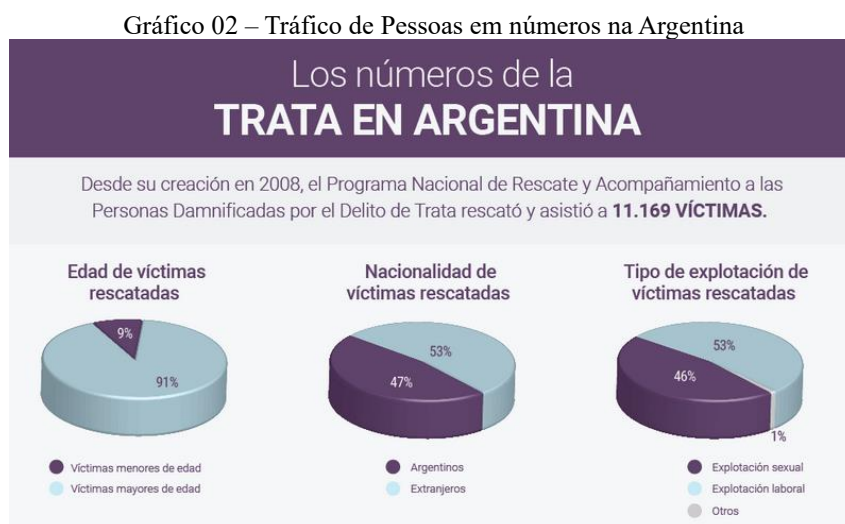 Gráfico 02 – Tráfico de Pessoas em números na Argentina
Los números de la
TRATA EN ARGENTINA
Desde su creación en 2008, el Programa Nacional de Rescate y Acompañamiento a las
Personas Damnificadas por el Delito de Trata rescató y asistió a 11.169 VÍCTIMAS.
Edad de víctimas
rescatadas
9%
91%
Víctimas menores de edad
Víctimas mayores de edad
Nacionalidad de
víctimas rescatadas
53%
47%
Argentinos
Extranjeros
Tipo de explotación de
víctimas rescatadas
53%
46%
1%
Explotación sexual
Explotación laboral
Otros